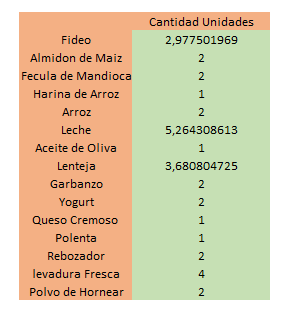 Cantidad Unidades
Fideo 2,977501969
Almidon de Maiz 2
Fecula de Mandioca 2
Harina de Arroz 1
Arroz 2
Leche 5,264308613
Aceite de Oliva 1
Lenteja 3,680804725
Garbanzo 2
Yogurt 2
Queso Cremoso 1
Polenta 1
Rebozador 2
levadura Fresca 4
Polvo de Hornear 2